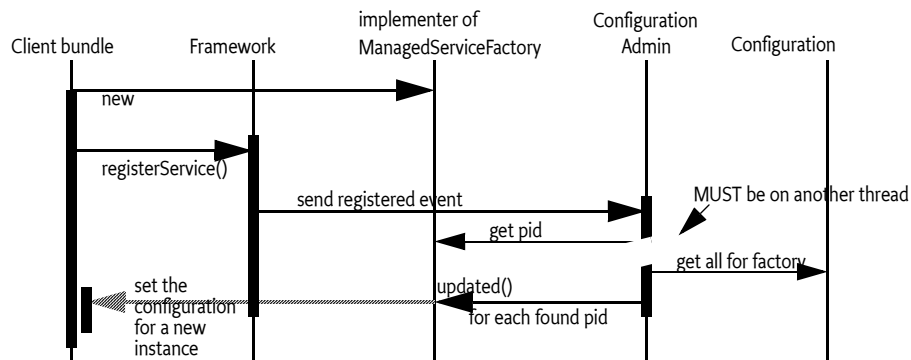 implementer of
Configuration
Client bundle
Framework
ManagedServiceFactory
Admin
Configuration
new
registerService()
send registered event
MUST be on another thread
get pid
get all for factory
set the
configuration
for a new
instance
updated()
for each found pid